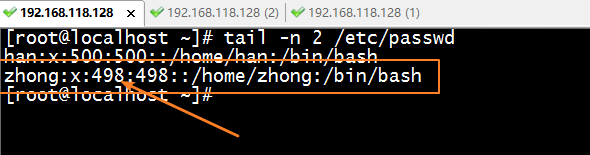 192.168.118.128 192.168.118.128 (2) 192.168.118.128 (1)
[root@localhost ~]# tail -n 2 /etc/passwd
han:x:500:500::/home/han:/bin/bash
zhong:x:498:498::/home/zhong:/bin/bash
[root@localhost ~]#